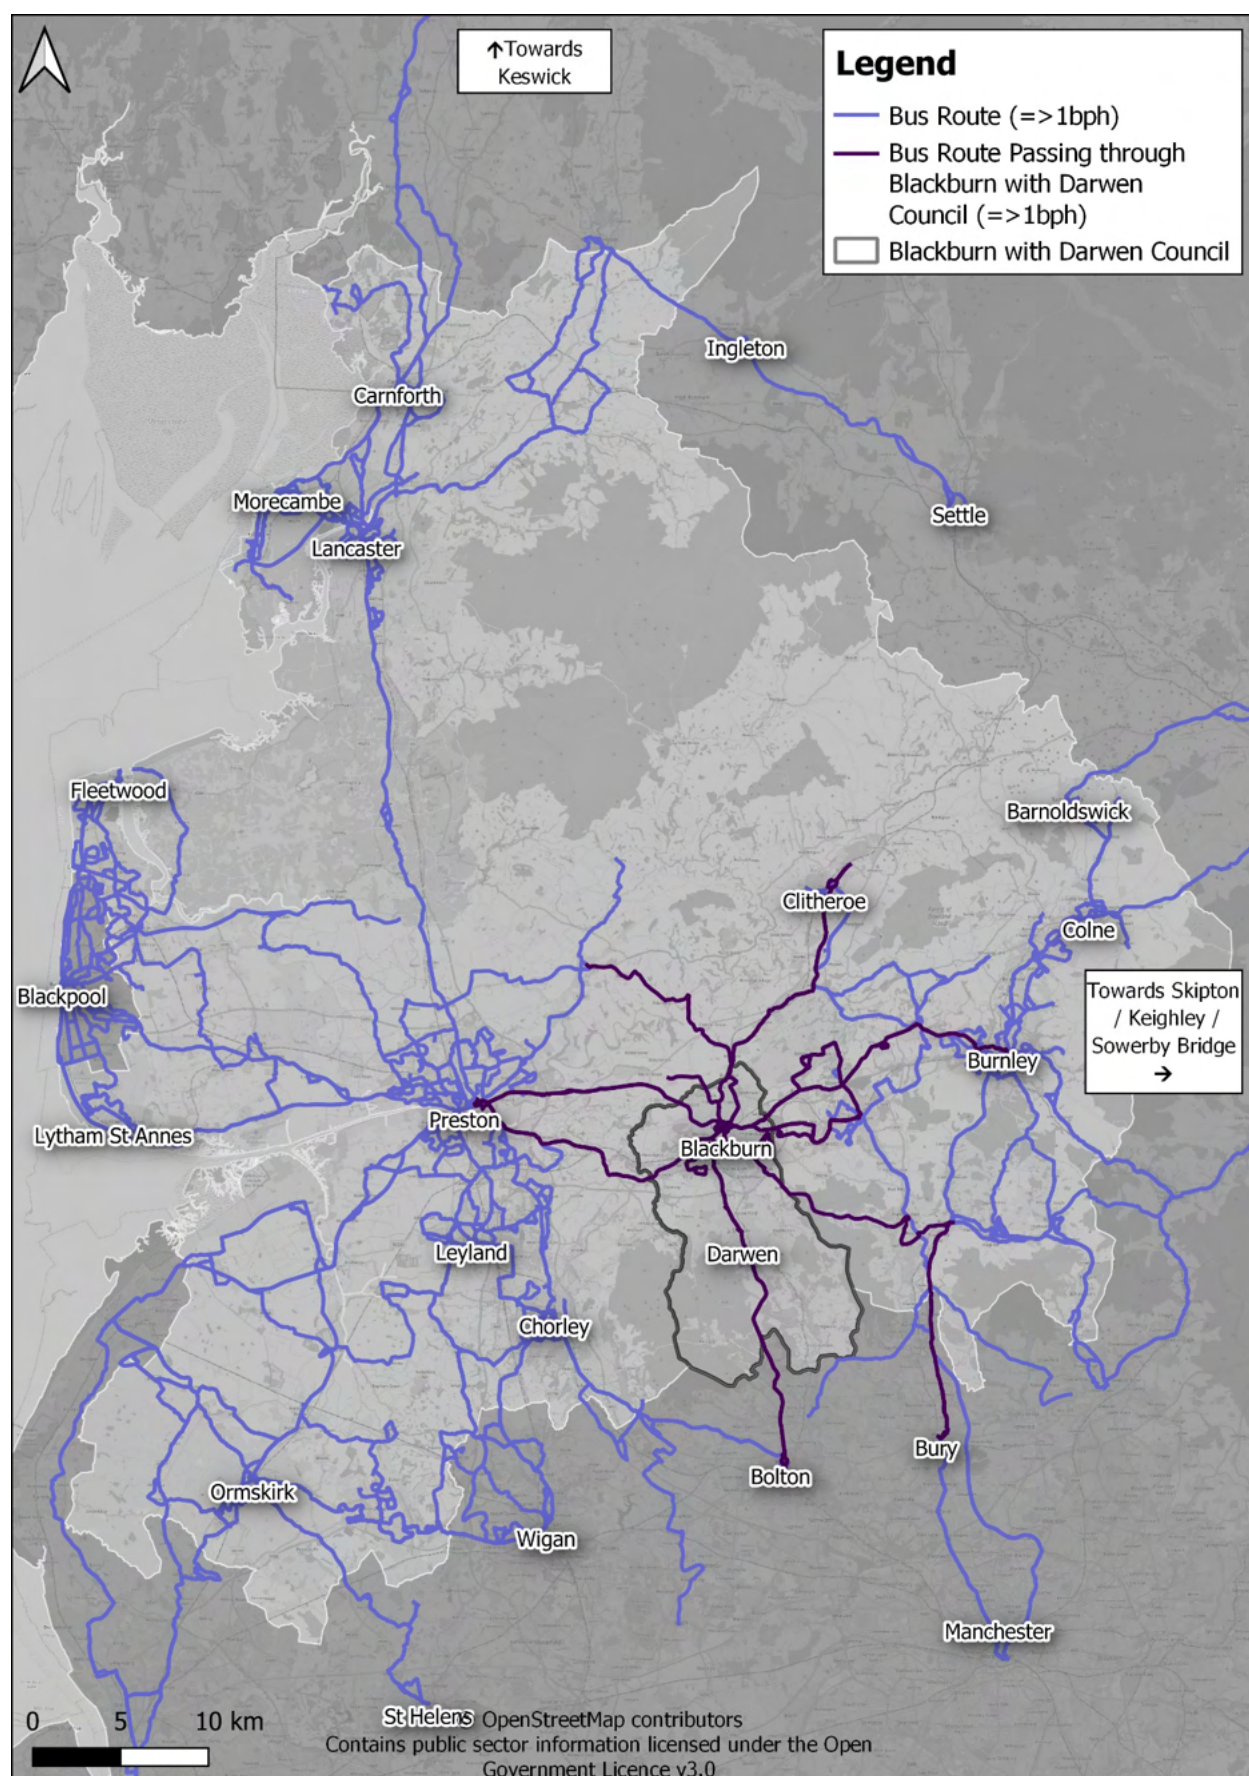 ↑Towards
Keswick
Legend
Bus Route (=>1bph)
Bus Route Passing through
Blackburn with Darwen
Council (=>1bph)
Blackburn with Darwen Council
Ingleton
Carnforth
Morecambe
Settle
Lancaster
Fleetwood
Barnoldswick
Clitheroe
Colne
Blackpool
Towards Skipton
/ Keighley /
Sowerby Bridge
→
Burnley
Preston
Lytham St Annes
Blackburn
Leyland
Darwen
Chorley
Bury
Bolton
Ormskirk
Wigan
Manchester
St Helens
0 5 10 km
OpenStreetMap contributors
Contains public sector information licensed under the Open
Government Licence v3.0